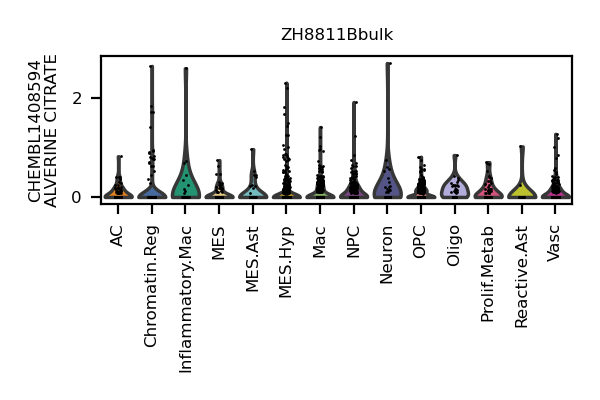 ZH8811Bbulk
CHEMBL1408594
ALVERINE CITRATE
2
0
AC
Chromatin.Reg
Inflammatory.Mac
MES
MES.Ast
MES.Hyp
Mac
NPC
Neuron
OPC
Oligo
Prolif.Metab
Reactive.Ast
Vasc